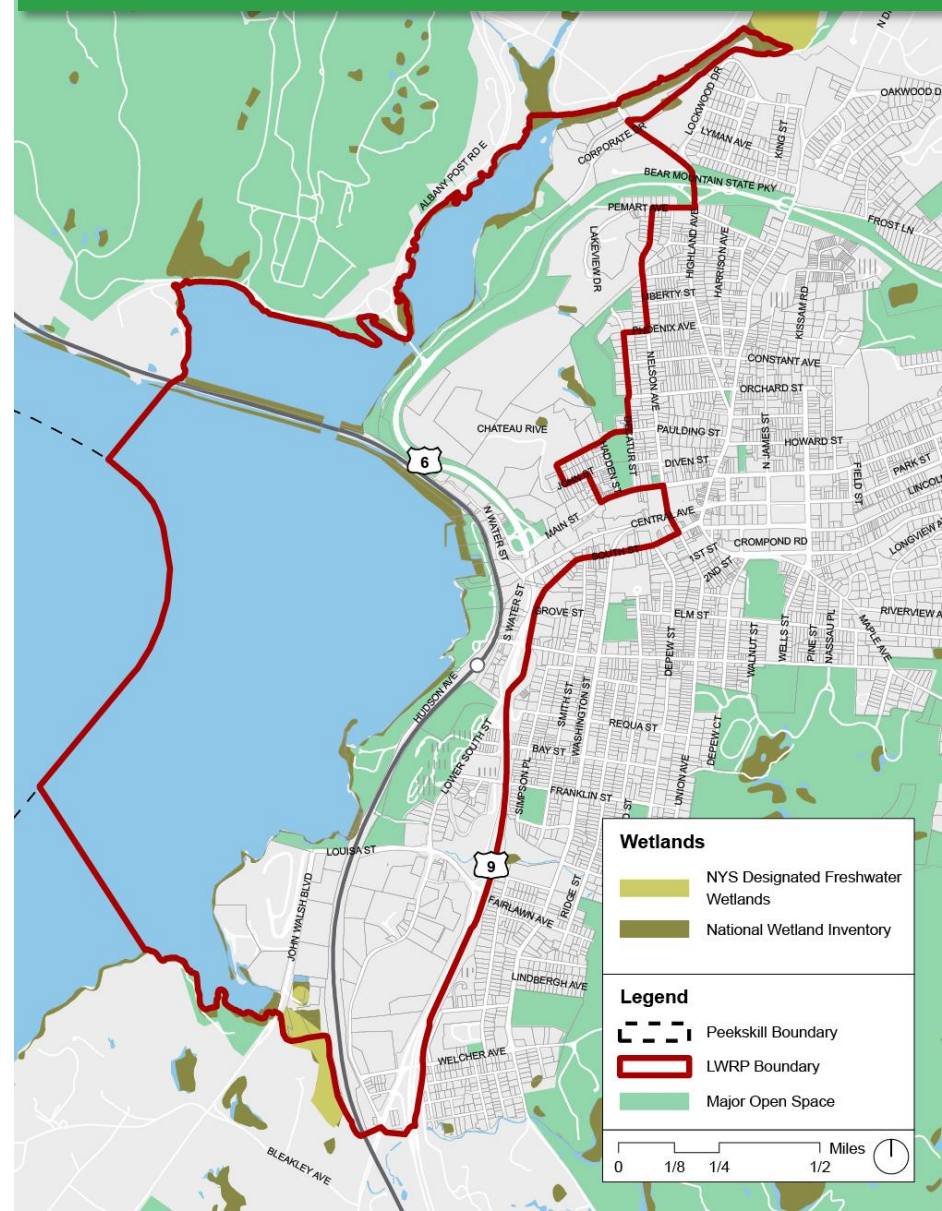 LOCKWOOD DR
OAKWOOD D
LYMAN AVE
KING ST
CORPORATE DR
ALBANY POST RD E
BEAR MOUNTAIN STATE PKY
PEMART AVE
FROST LN
LAKEVIEW DR
HIGHLAND AVE
HARRISON AVE
LIBERTY ST
KISSAM RD
PHOENIX AVE
CONSTANT AVE
NELSON AVE
ORCHARD ST
CHATEAU RIVE
PAULDING ST
N JAMES ST
HOWARD ST
DECATUR ST
HADDEN ST
DIVEN ST
PARK ST
6
JOHN ST
FIELD ST
LINCOLN
N WATER ST
MAIN ST
CENTRAL AVE
LONGVIEW A
SOUTH ST
1ST ST
2ND ST
CROMPOND RD
S WATER ST
GROVE ST
ELM ST
RIVERVIEW A
DEPEW ST
WALNUT ST
WELLS ST
PINE ST
NASSAU PL
MAPLE AVE
HUDSON AVE
SMITH ST
WASHINGTON ST
REQUA ST
DEPEW CT
LOWER SOUTH ST
BAY ST
UNION AVE
SIMPSON PL
FRANKLIN ST
LOUISA ST
9
RIDGE ST
JOHN WALSH BLVD
FAIRLAWN AVE
LINDBERGH AVE
WELCHER AVE
BLEAKLEY AVE
Wetlands
NYS Designated Freshwater
Wetlands
National Wetland Inventory
Legend
Peekskill Boundary
LWRP Boundary
Major Open Space
Miles
0 1/8 1/4 1/2